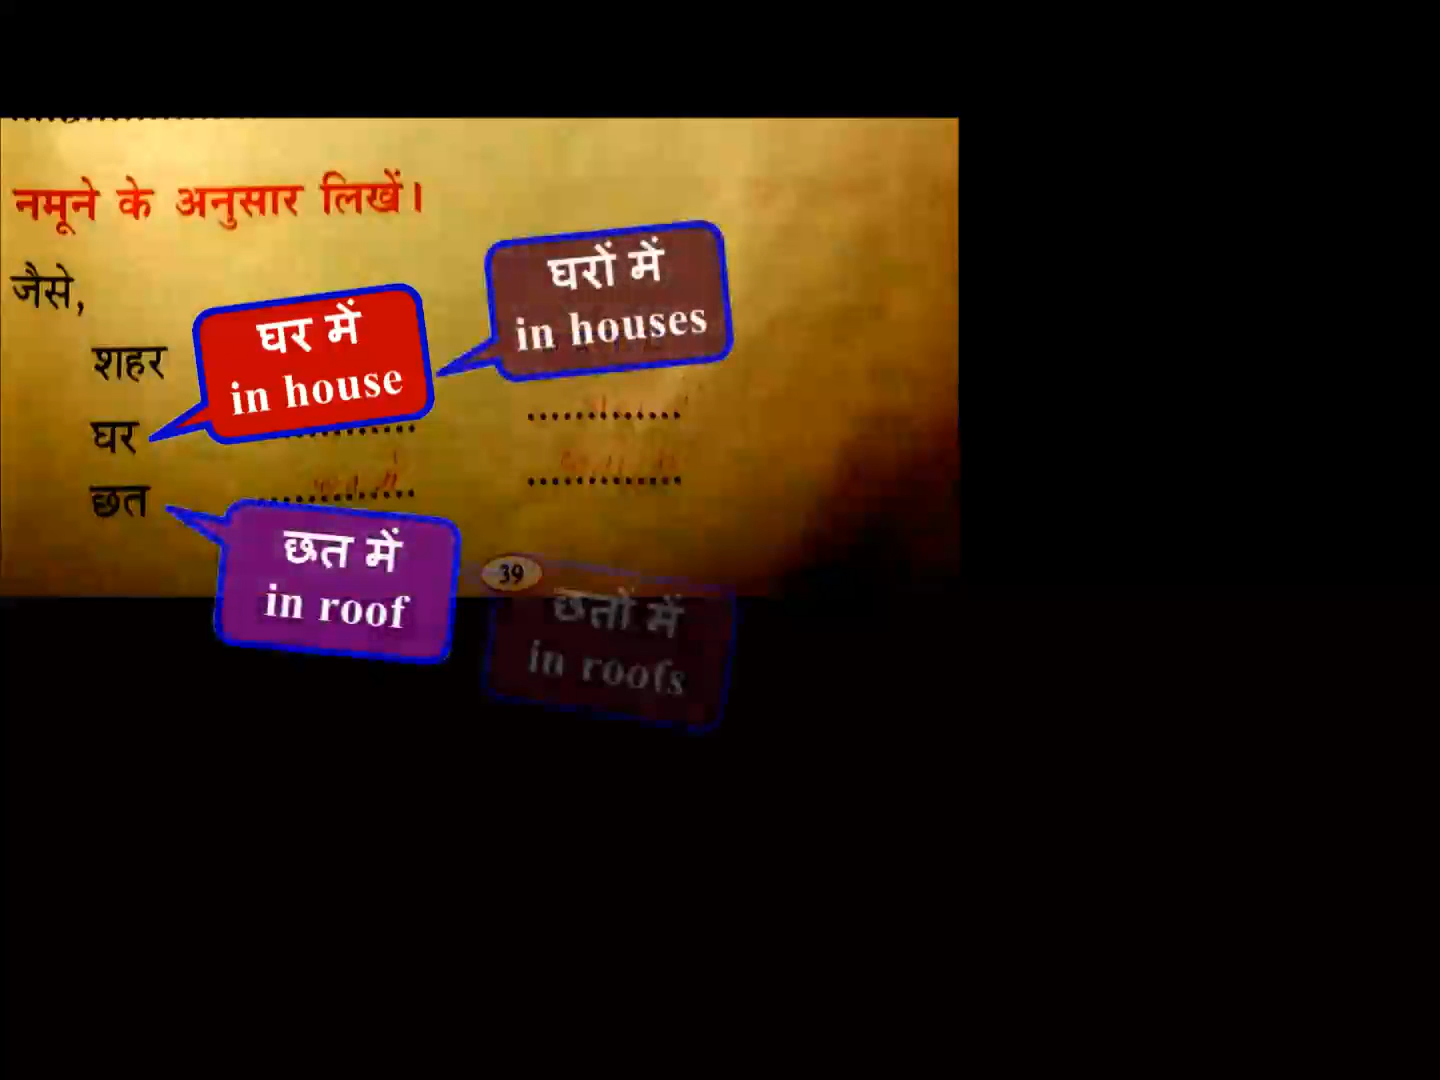 नमूने के अनुसार लिखें।
जैसे,
शहर
घर में
in house
घरों में
in houses
घर
छत
छत में
in roof
39
छतों में
in roofs